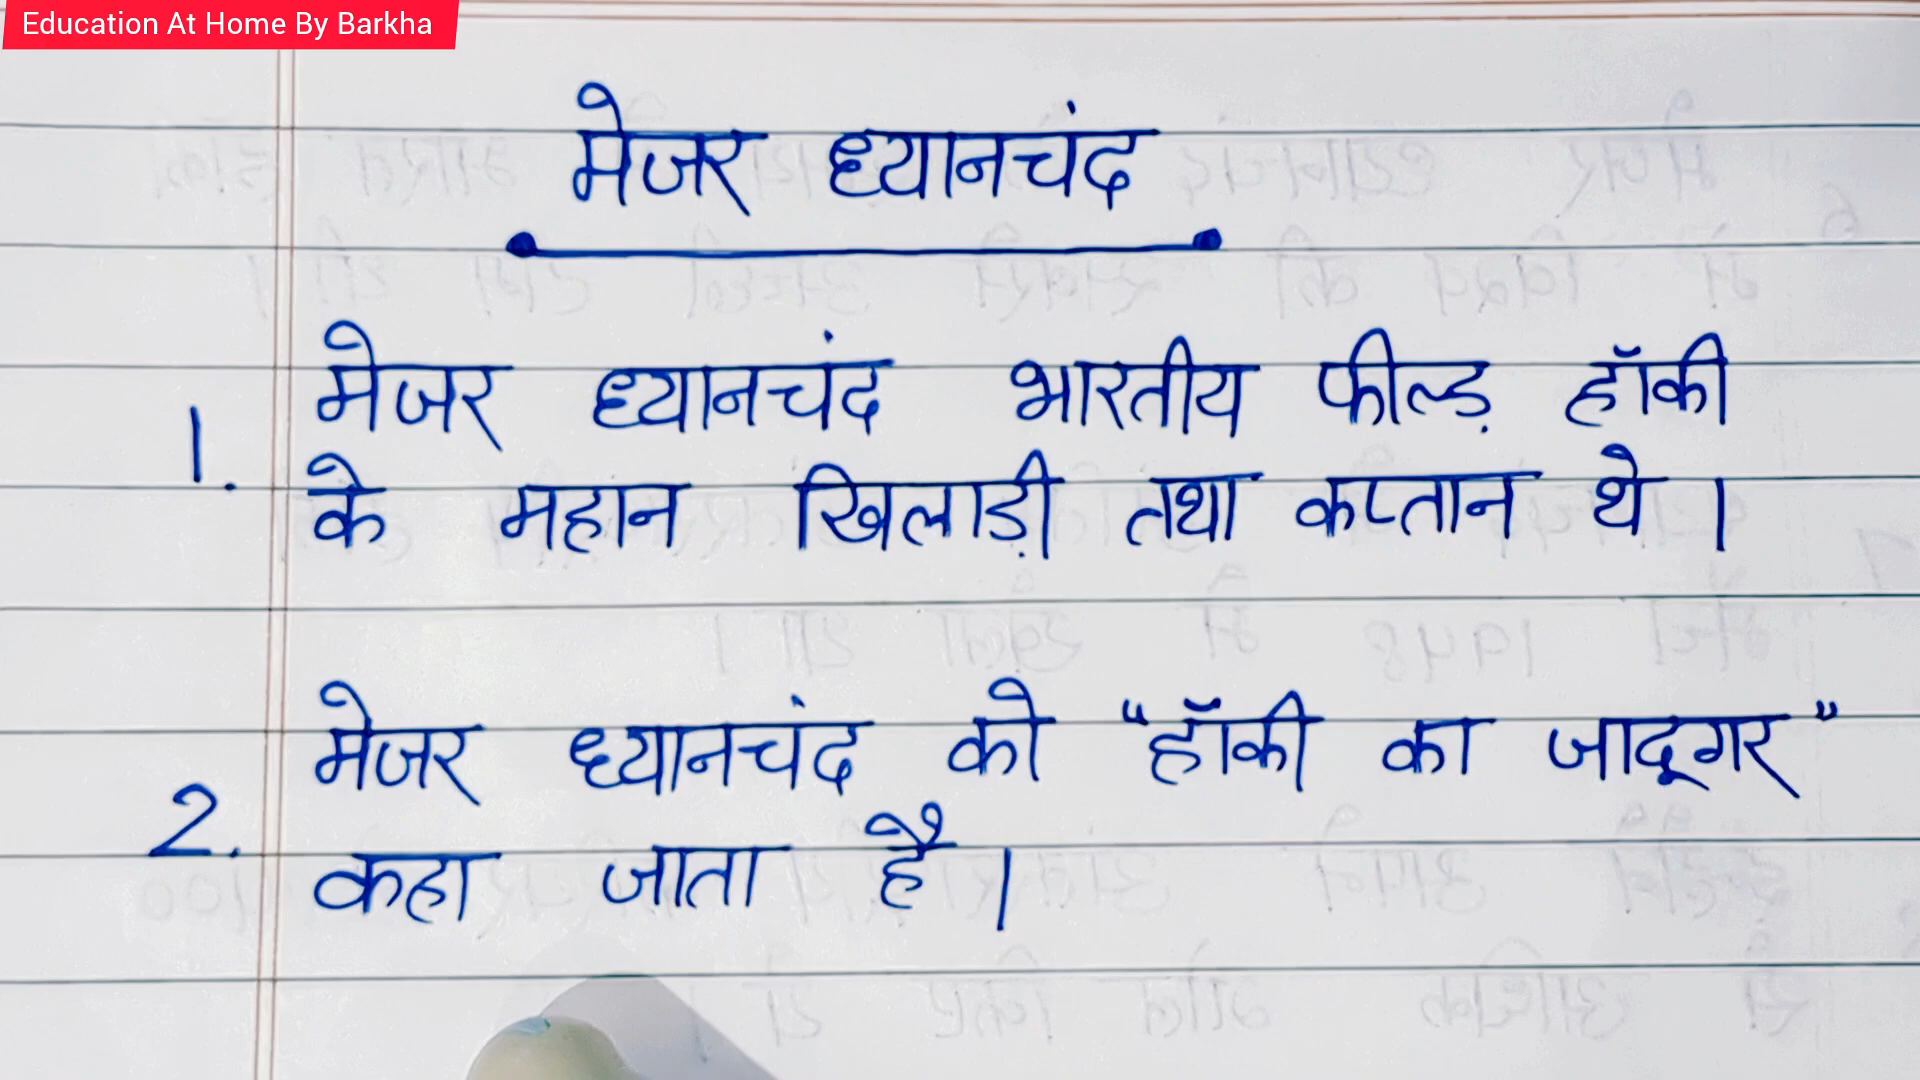 Education At Home By Barkha
मेजर ध्यानचंद
1. मेजर ध्यानचंद भारतीय फील्ड़ हॉकी
के महान खिलाड़ी तथा कप्तान थे ।
2. मेजर ध्यानचंद को “हॉकी का जादूगर”
कहा जाता है ।